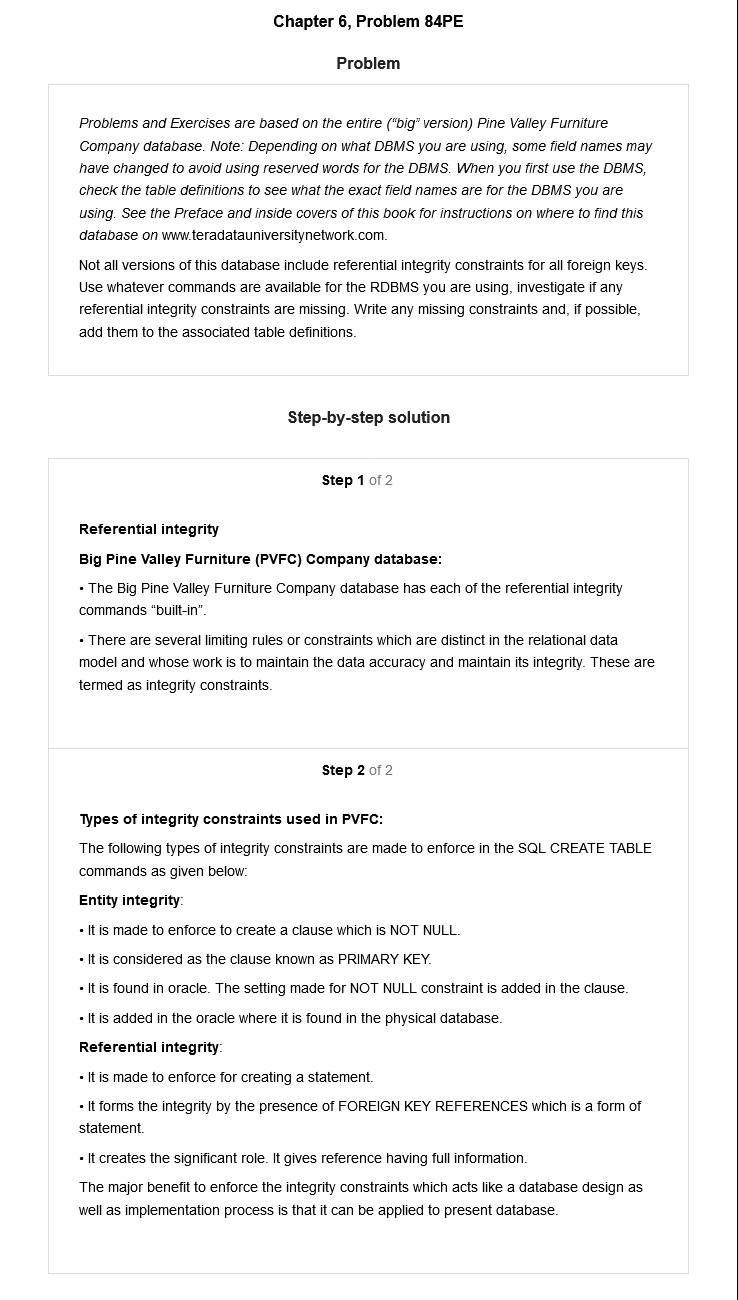 Chapter 6, Problem 84PE
Problem
Problems and Exercises are based on the entire (“big” version) Pine Valley Furniture
Company database. Note: Depending on what DBMS you are using, some field names may
have changed to avoid using reserved words for the DBMS. When you first use the DBMS,
check the table definitions to see what the exact field names are for the DBMS you are
using. See the Preface and inside covers of this book for instructions on where to find this
database on www.teradatauniversitynetwork.com.
Not all versions of this database include referential integrity constraints for all foreign keys.
Use whatever commands are available for the RDBMS you are using, investigate if any
referential integrity constraints are missing. Write any missing constraints and, if possible,
add them to the associated table definitions.
Step-by-step solution
Step 1 of 2
Referential integrity
Big Pine Valley Furniture (PVFC) Company database:
• The Big Pine Valley Furniture Company database has each of the referential integrity
commands “built-in”.
• There are several limiting rules or constraints which are distinct in the relational data
model and whose work is to maintain the data accuracy and maintain its integrity. These are
termed as integrity constraints.
Step 2 of 2
Types of integrity constraints used in PVFC:
The following types of integrity constraints are made to enforce in the SQL CREATE TABLE
commands as given below:
Entity integrity:
• It is made to enforce to create a clause which is NOT NULL.
• It is considered as the clause known as PRIMARY KEY.
• It is found in oracle. The setting made for NOT NULL constraint is added in the clause.
• It is added in the oracle where it is found in the physical database.
Referential integrity:
• It is made to enforce for creating a statement.
• It forms the integrity by the presence of FOREIGN KEY REFERENCES which is a form of
statement.
• It creates the significant role. It gives reference having full information.
The major benefit to enforce the integrity constraints which acts like a database design as
well as implementation process is that it can be applied to present database.